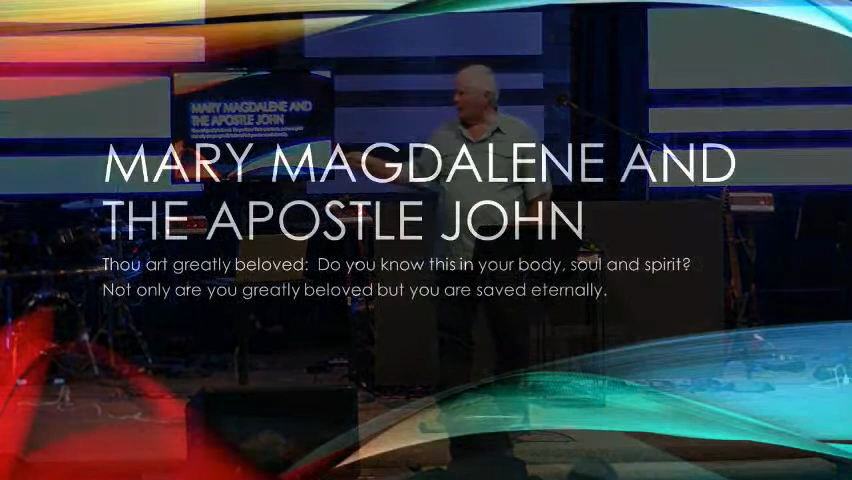 MARY MAGDALENE AND
THE APOSTLE JOHN
MARY MAGDALENE AND
THE APOSTLE JOHN
Thou art greatly beloved:  Do you know this in your body, soul and spirit?
Not only are you greatly beloved but you are saved eternally.